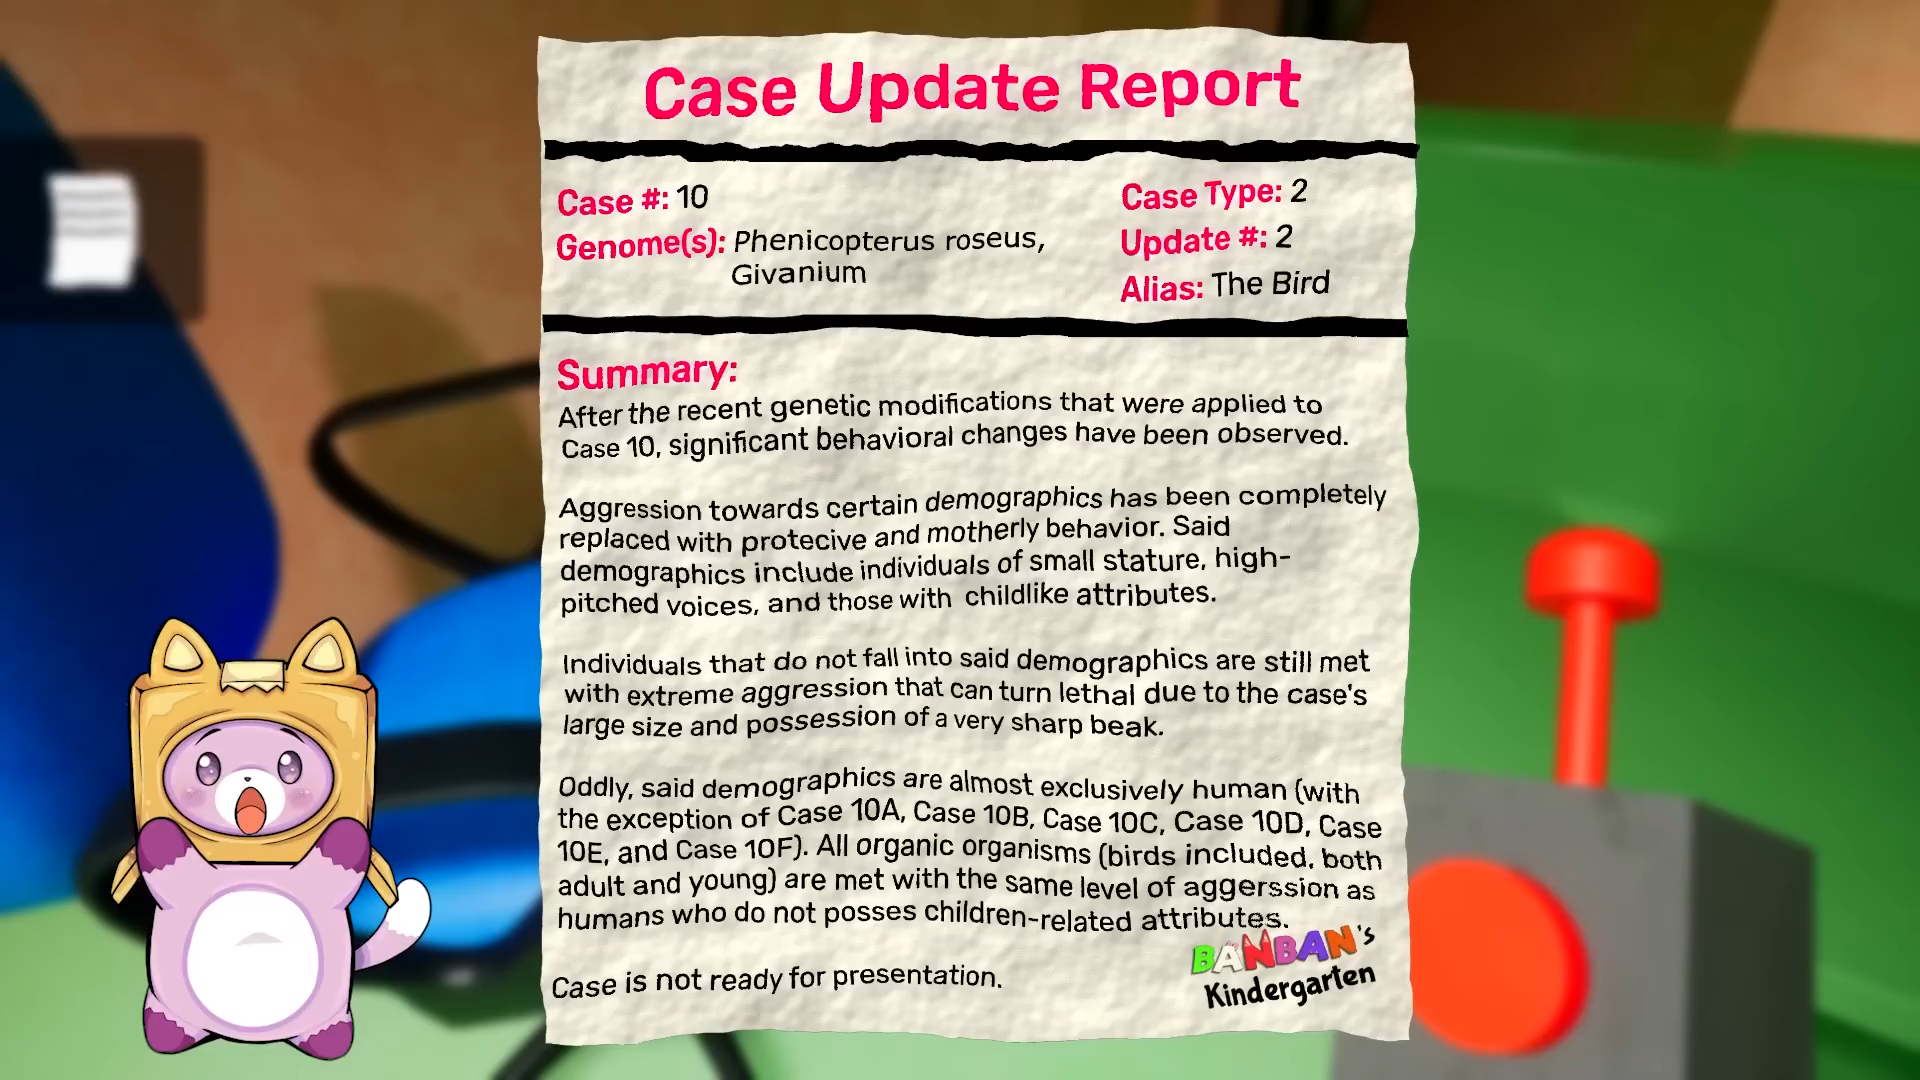 Case Update Report
Case #: 10
Genome(s): Phenicopterus roseus,
Givanium
Case Type: 2
Update #: 2
Alias: The Bird
Summary:
After the recent genetic modifications that were applied to
Case 10, significant behavioral changes have been observed.
Aggression towards certain demographics has been completely
replaced with protecive and motherly behavior. Said
demographics include individuals of small stature, high-
pitched voices, and those with childlike attributes.
Individuals that do not fall into said demographics are still met
with extreme aggression that can turn lethal due to the case's
large size and possession of a very sharp beak.
Oddly, said demographics are almost exclusively human (with
the exception of Case 10A, Case 10B, Case 10C, Case 10D, Case
10E, and Case 10F). All organic organisms (birds included, both
adult and young) are met with the same level of aggerssion as
humans who do not posses children-related attributes.
Case is not ready for presentation.
BANBAN's
Kindergarten